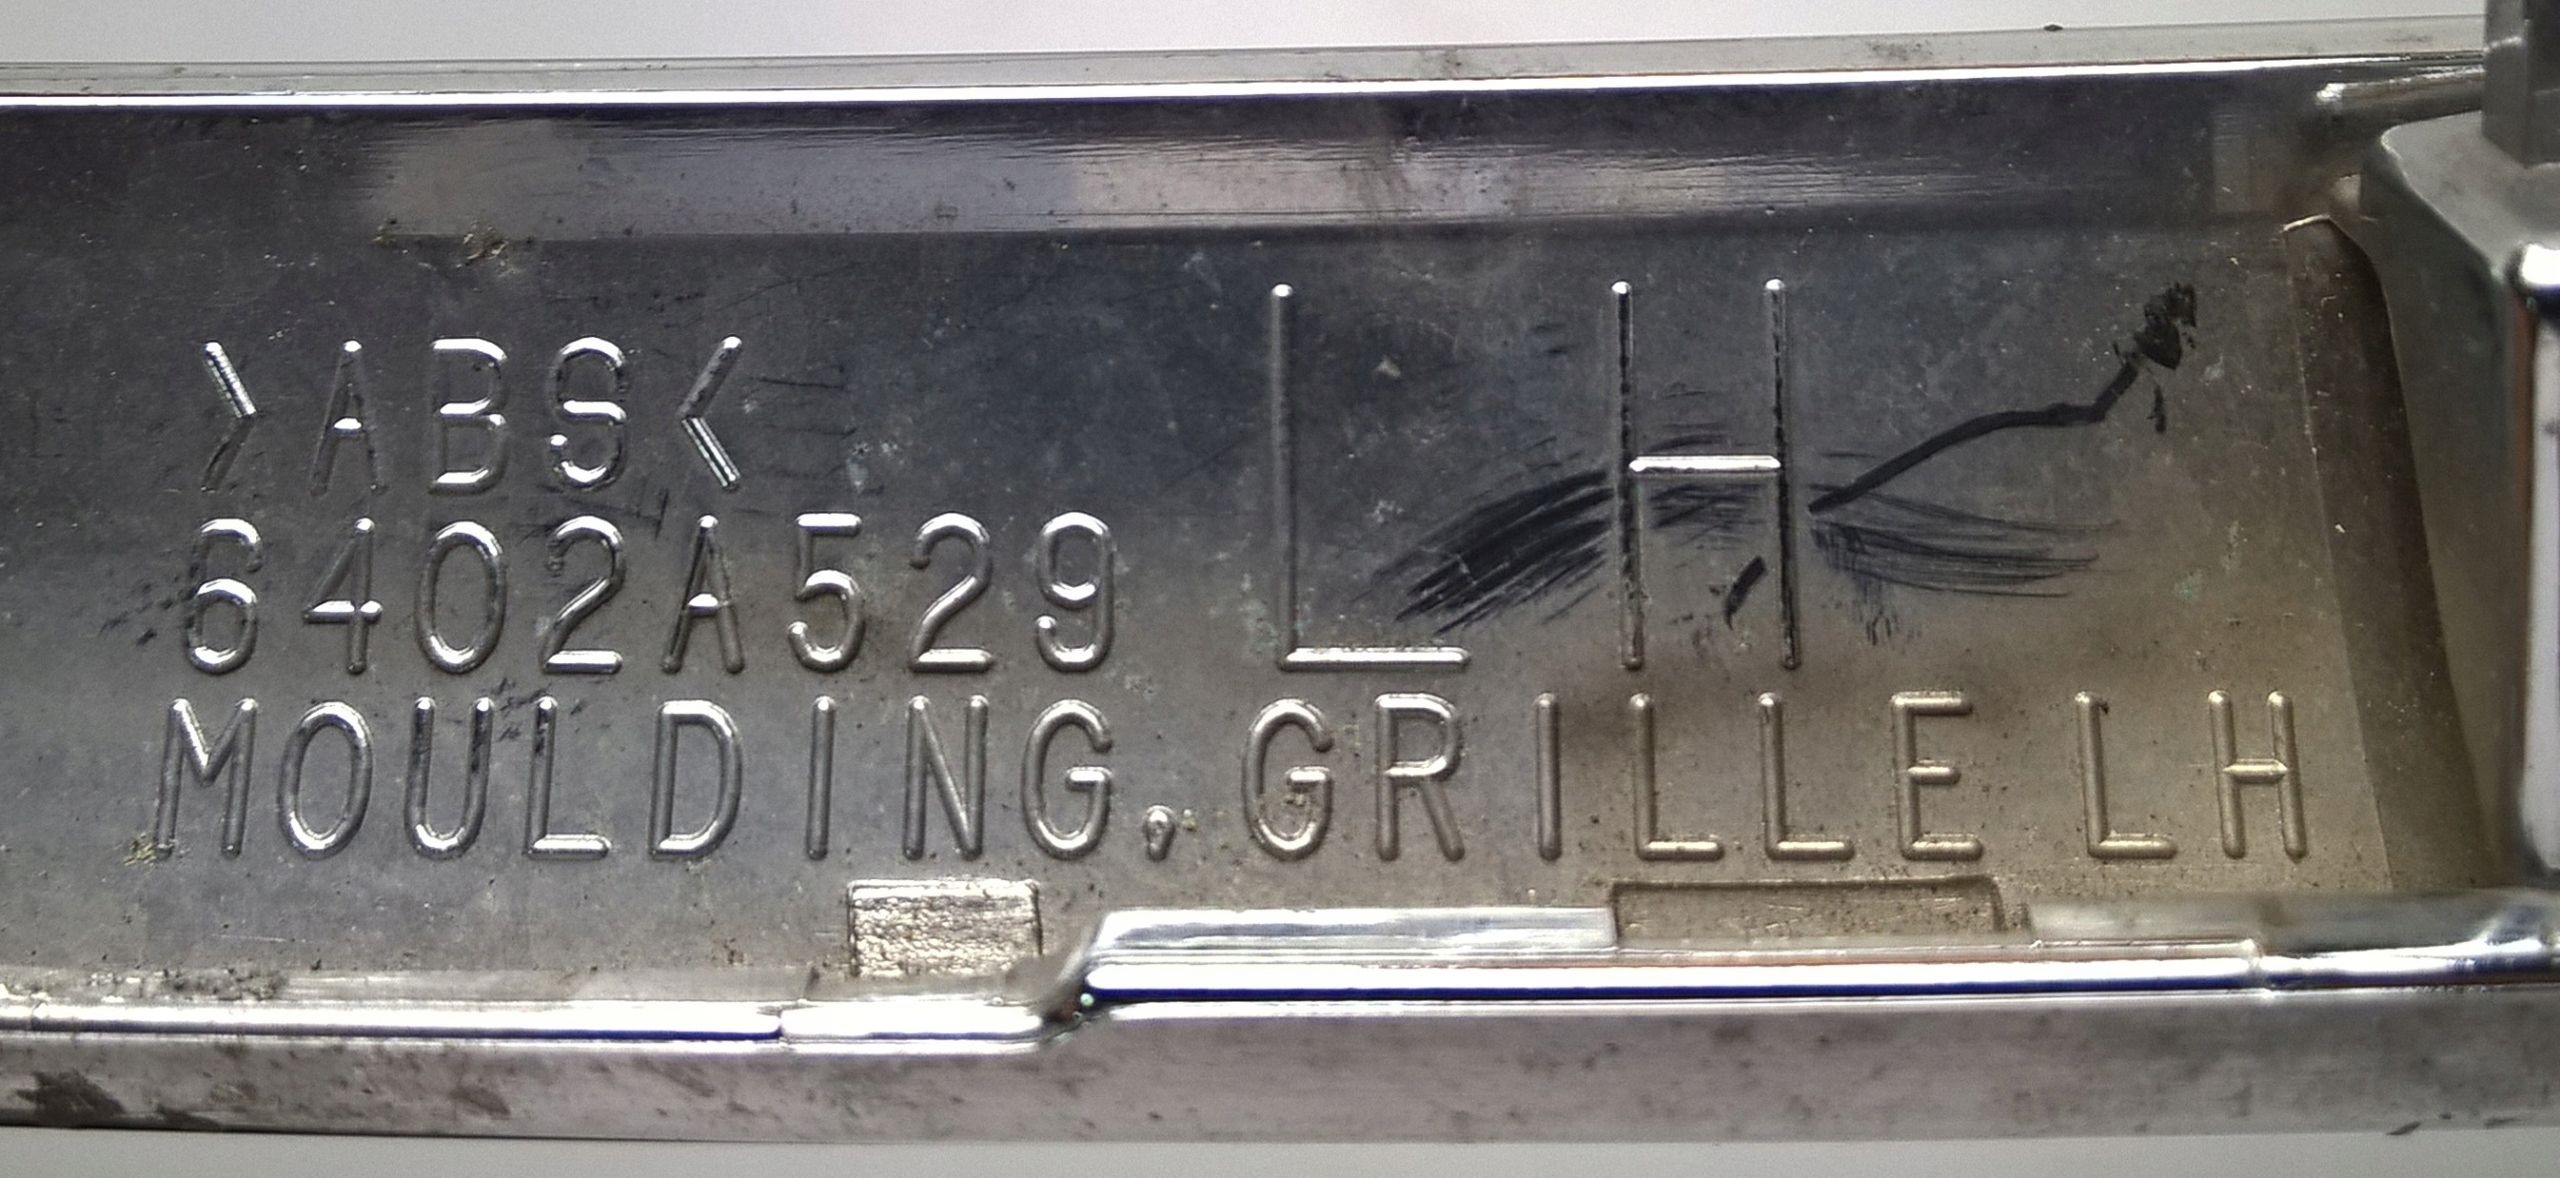 >ABS<
6402A529
LH
MOULDING,GRILLE LH